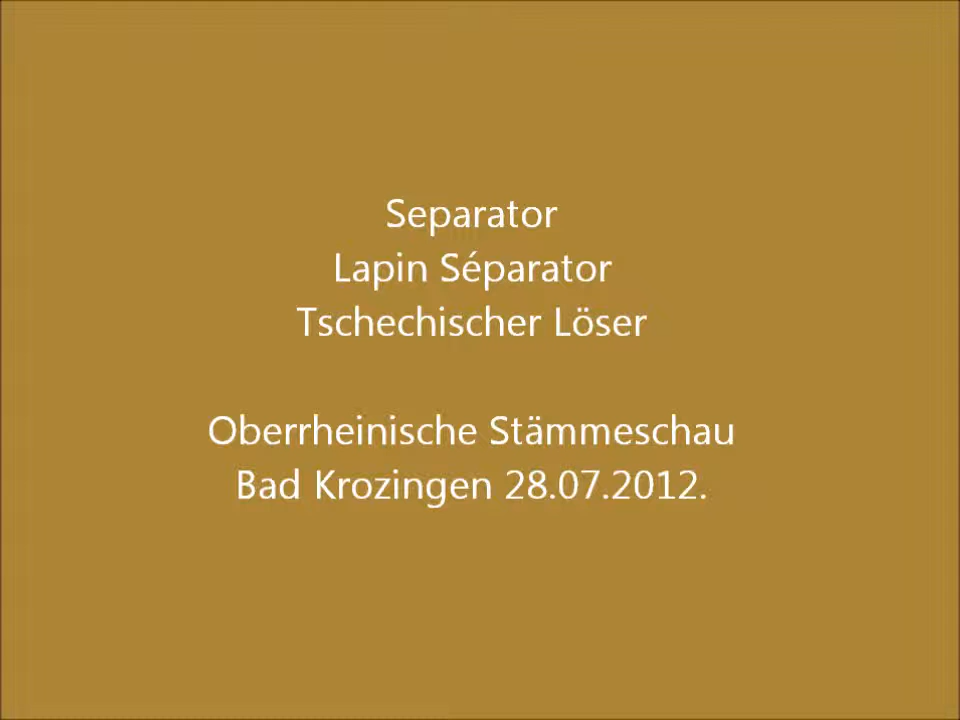 Separator
Lapin Séparator
Tschechischer Löser
Oberrheinische Stämmeschau
Bad Krozingen 28.07.2012.